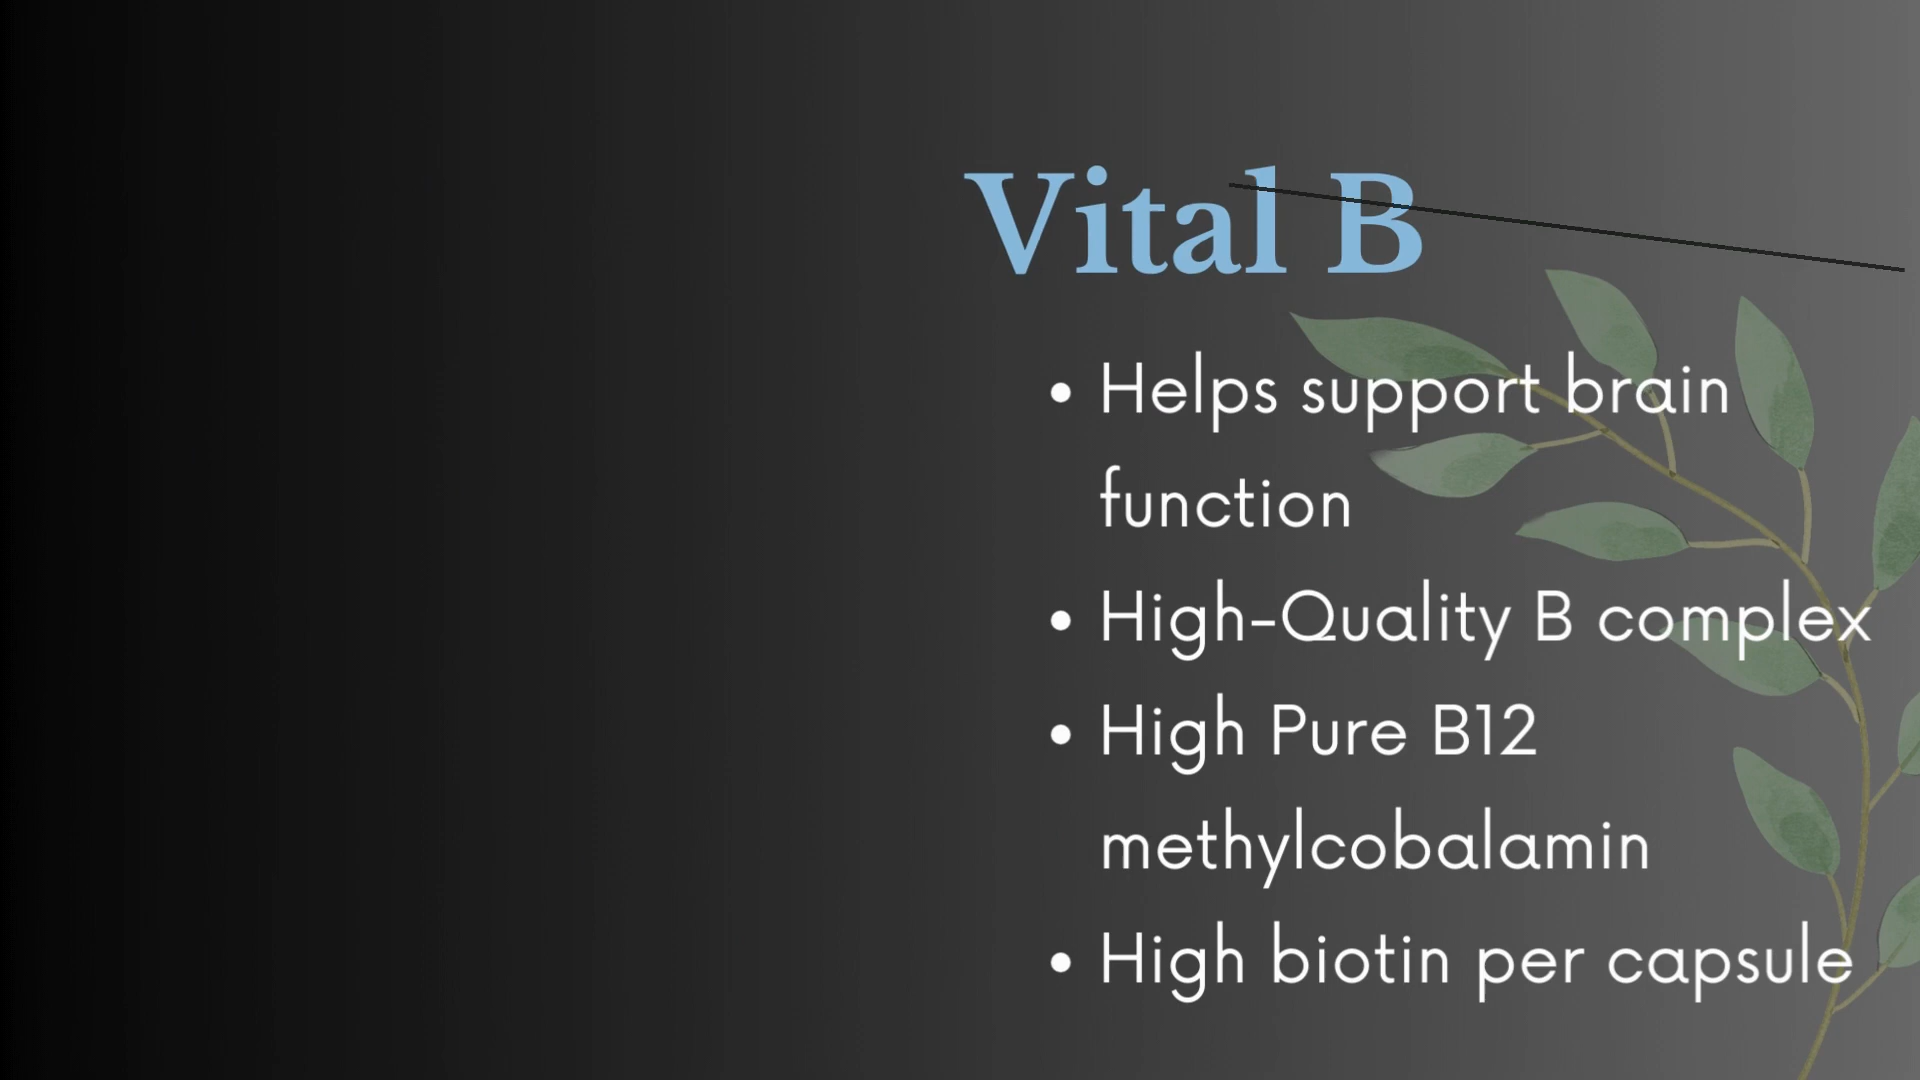 Vital B
• Helps support brain
function
• High-Quality B complex
• High Pure B12
methylcobalamin
• High biotin per capsule